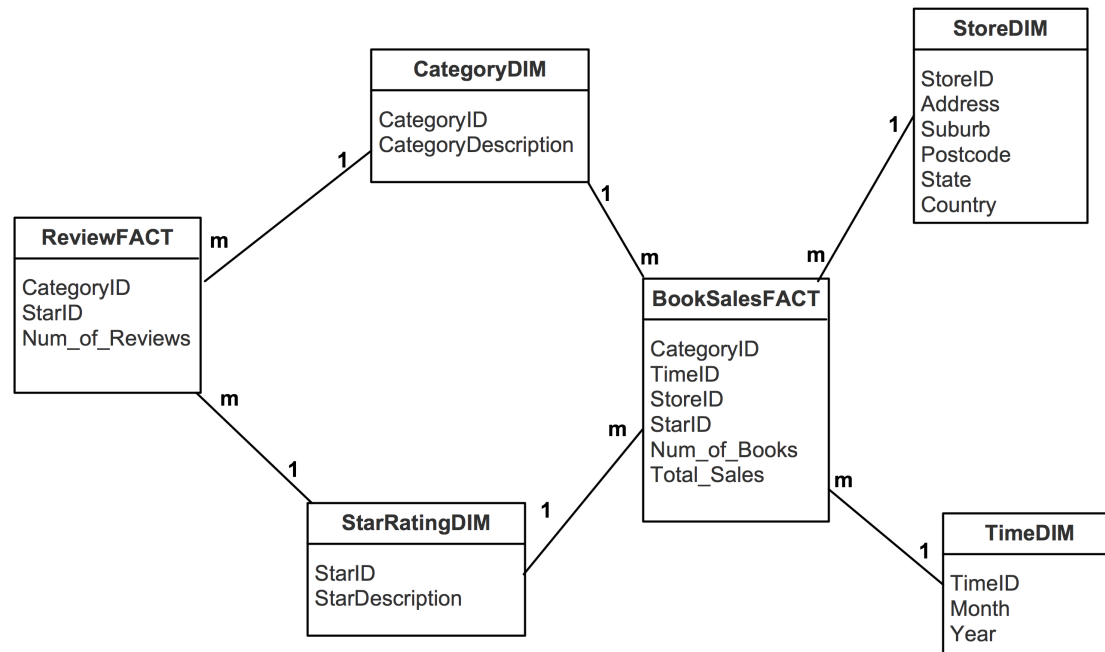 StoreDIM
StoreID
Address
Suburb
Postcode
State
Country
1
CategoryDIM
CategoryID
CategoryDescription
1
1
m
ReviewFACT
CategoryID
StarID
Num_of_Reviews
m
m
m
BookSalesFACT
CategoryID
TimeID
StoreID
StarID
Num_of_Books
Total_Sales
m
m
1
1
StarRatingDIM
StarID
StarDescription
m
1
TimeDIM
TimeID
Month
Year